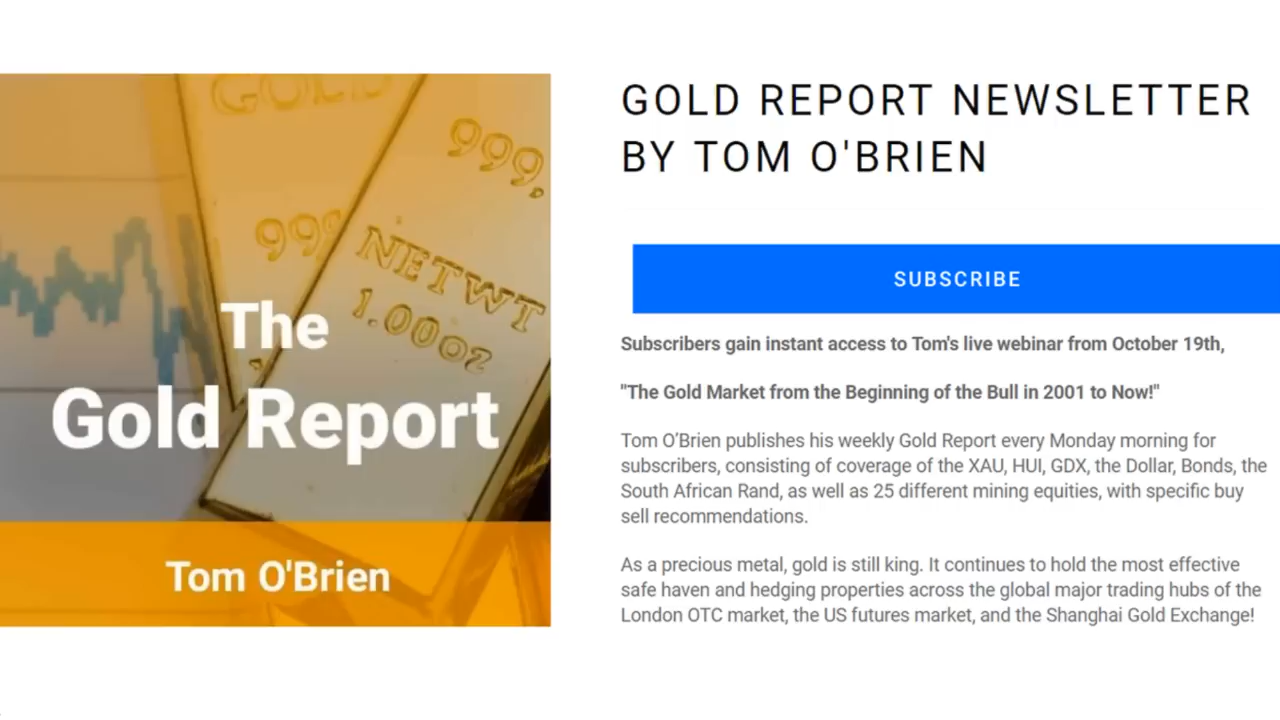 GOLD
999,
999
NETWT
1.00OZ
The
Gold Report
Tom O'Brien
GOLD REPORT NEWSLETTER
BY TOM O'BRIEN
SUBSCRIBE
Subscribers gain instant access to Tom's live webinar from October 19th,
"The Gold Market from the Beginning of the Bull in 2001 to Now!"
Tom O'Brien publishes his weekly Gold Report every Monday morning for
subscribers, consisting of coverage of the XAU, HUI, GDX, the Dollar, Bonds, the
South African Rand, as well as 25 different mining equities, with specific buy
sell recommendations.
As a precious metal, gold is still king. It continues to hold the most effective
safe haven and hedging properties across the global major trading hubs of the
London OTC market, the US futures market, and the Shanghai Gold Exchange!